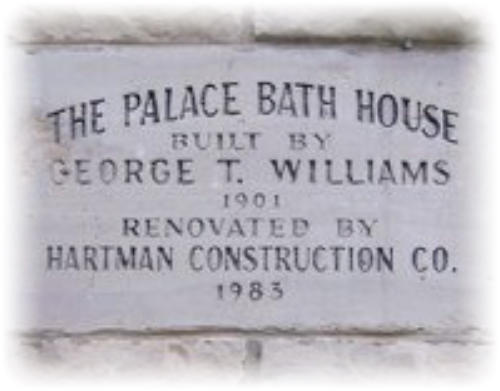 THE PALACE BATH HOUSE
BUILT BY
GEORGE T. WILLIAMS
1901
RENOVATED BY
HARTMAN CONSTRUCTION CO.
1983